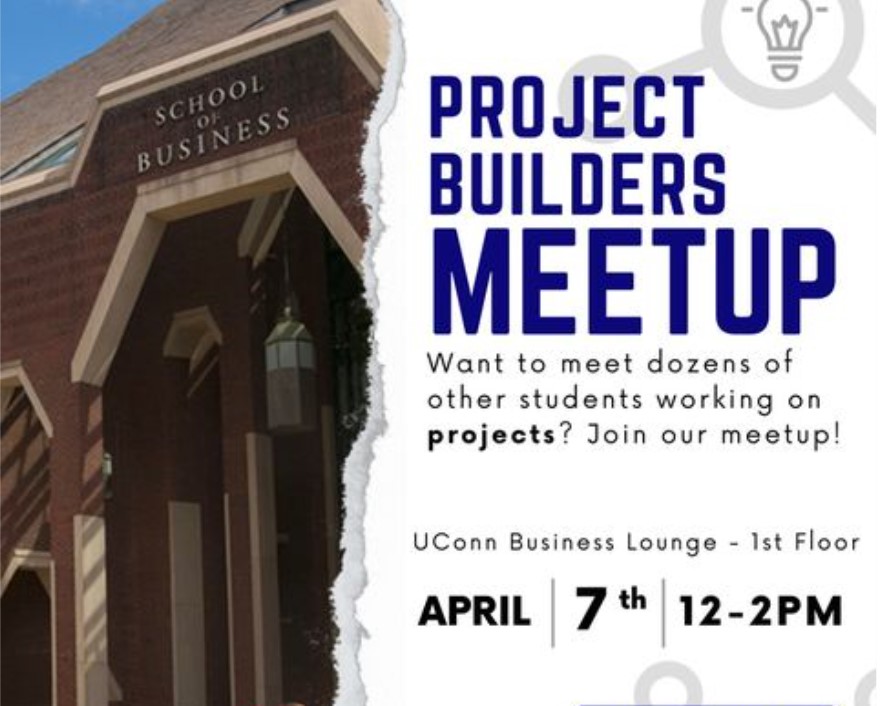 SCHOOL
OF
BUSINESS
PROJECT
BUILDERS
MEETUP
Want to meet dozens of
other students working on
projects? Join our meetup!
UConn Business Lounge - 1st Floor
APRIL 7th 12-2PM